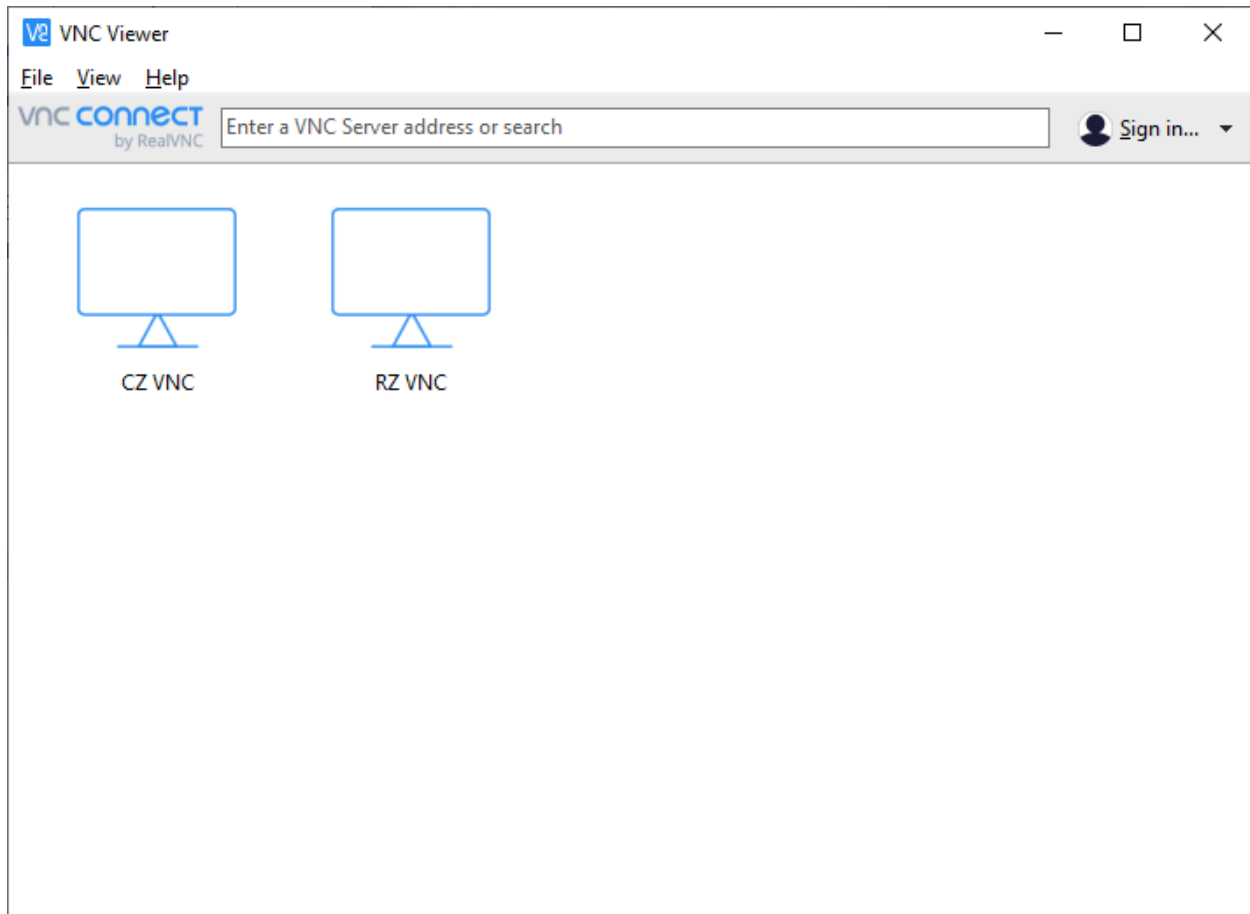 VNC Viewer
File View Help
vnc connect
by RealVNC
Enter a VNC Server address or search
Sign in...
CZ VNC
RZ VNC